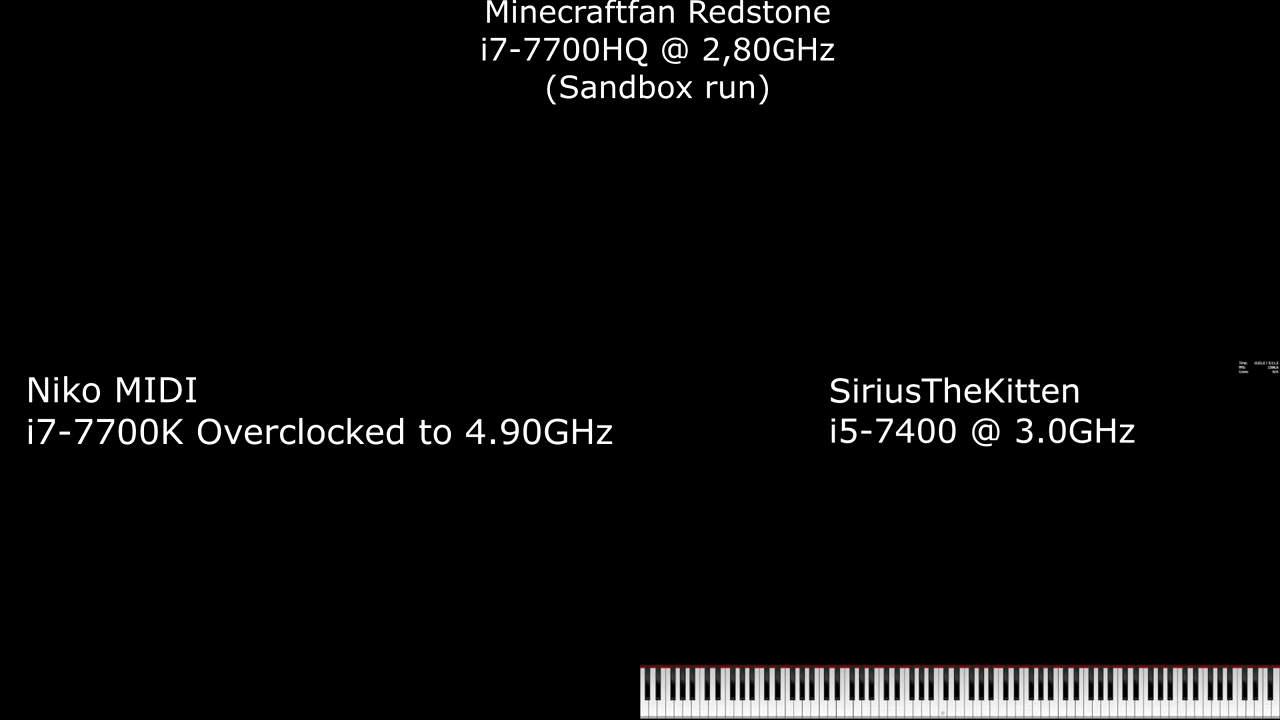 Minecraftfan Redstone
i7-7700HQ @ 2,80GHz
(Sandbox run)
Niko MIDI
i7-7700K Overclocked to 4.90GHz
SiriusTheKitten
i5-7400 @ 3.0GHz